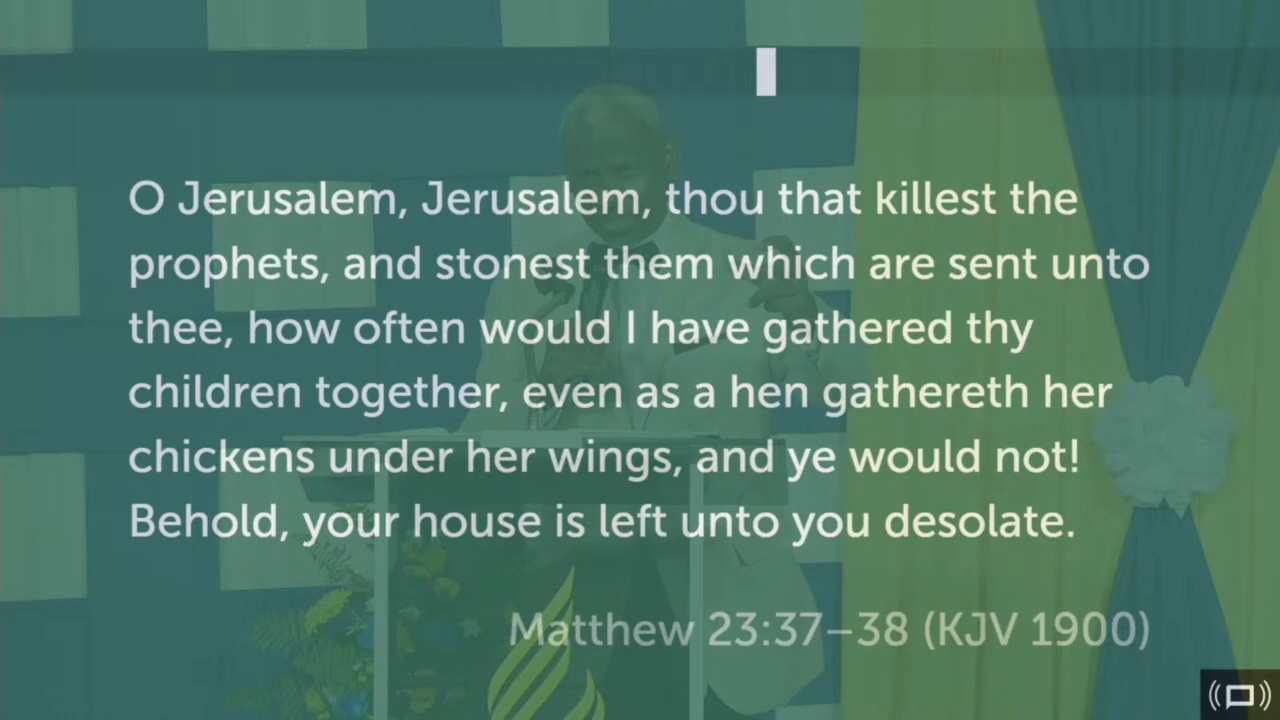 O Jerusalem, Jerusalem, thou that killest the
prophets, and stonest them which are sent unto
thee, how often would I have gathered thy
children together, even as a hen gathereth her
chickens under her wings, and ye would not!
Behold, your house is left unto you desolate.
Matthew 23:37–38 (KJV 1900)